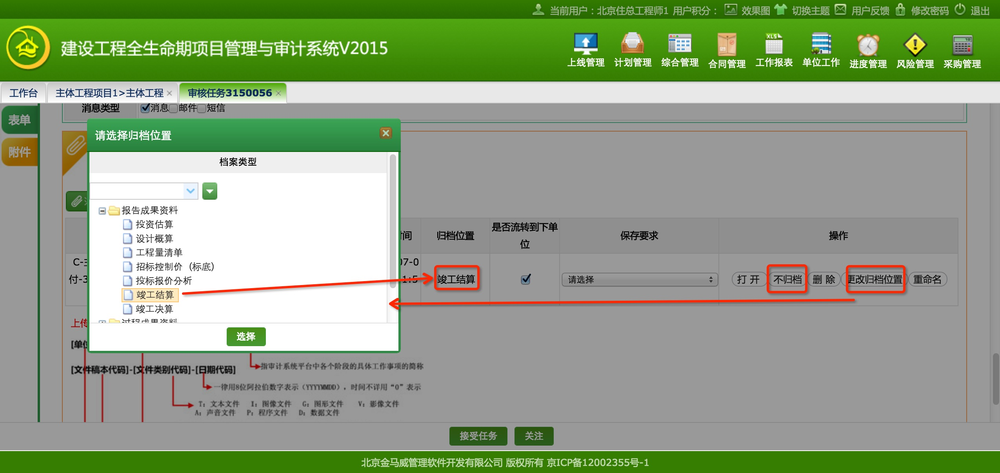 当前用户：北京住总工程师1 用户积分： 效果图 切换主题 用户反馈 修改密码 退出
建设工程全生命期项目管理与审计系统V2015
上线管理 计划管理 综合管理 合同管理 工作报表 单位工作 进度管理 风险管理 采购管理
工作台 主体工程项目1>主体工程 审核任务3150056
消息类型 消息 邮件 短信
表单
附件
请选择归档位置
档案类型
报告成果资料
投资估算
设计概算
工程量清单
招标控制价（标底）
投标报价分析
竣工结算
竣工决算
过程成果资料
选择
间 归档位置 是否流转到下单位 保存要求 操作
C-主
付-3
07-0
1:5
竣工结算 请选择 打 开 不归档 删 除 更改归档位置 重命名
上传
[单位
指审计系统平台中各个阶段的具体工作事项的简称
[文件稿本代码]-[文件类别代码]-[日期代码]
一律用8位阿拉伯数字表示（YYYYMMDD），时间不详用“0”表示
T：文本文件 I：图像文件 G：图形文件 V：影像文件
A：声音文件 P：程序文件 D：数据文件
接受任务 关注
北京金马威管理软件开发有限公司 版权所有 京ICP备12002355号-1